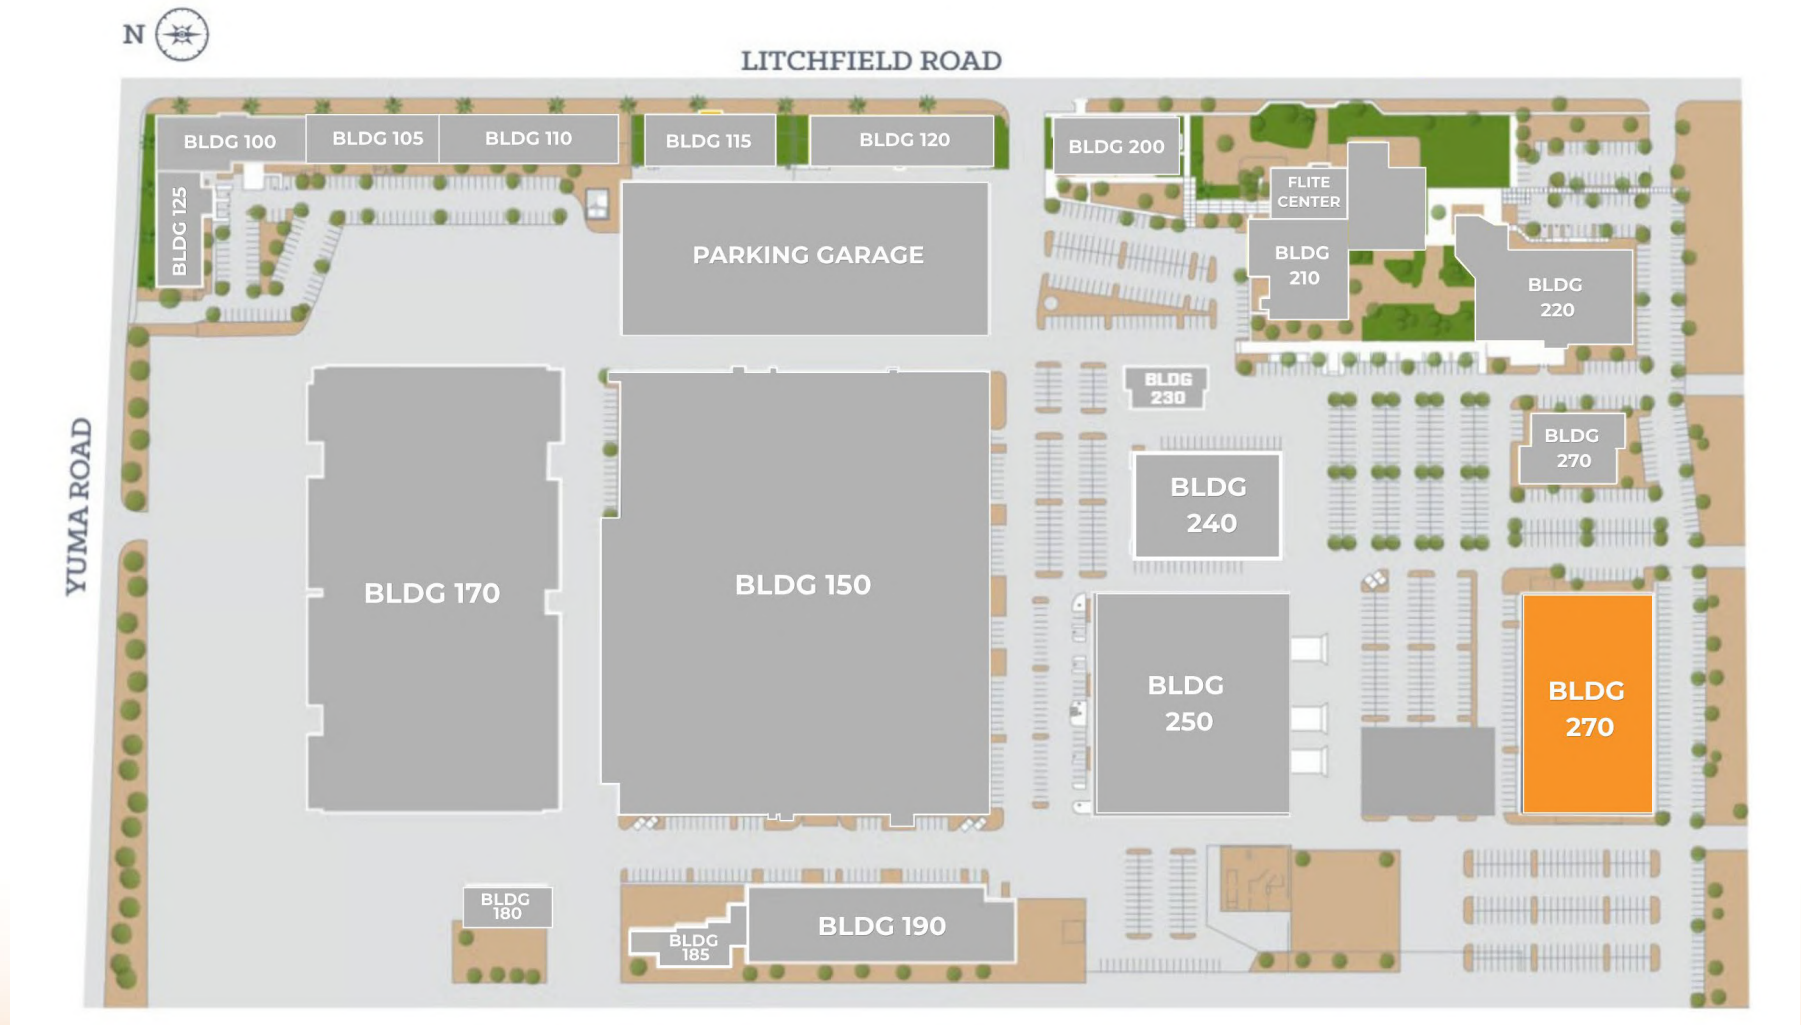 N
LITCHFIELD ROAD
BLDG 100
BLDG 105
BLDG 110
BLDG 115
BLDG 120
BLDG 200
FLITE
CENTER
BLDG 125
PARKING GARAGE
BLDG
210
BLDG
220
BLDG
230
YUMA ROAD
BLDG
270
BLDG
240
BLDG 170
BLDG 150
BLDG
250
BLDG
270
BLDG
180
BLDG
185
BLDG 190